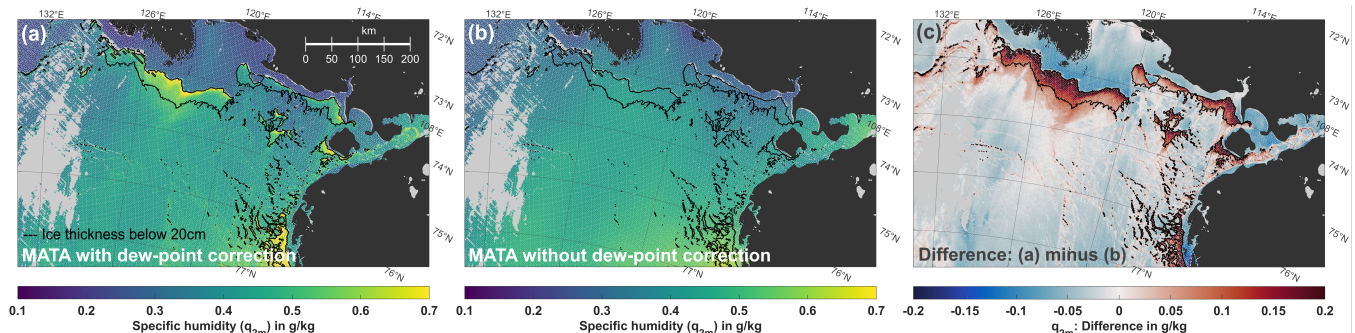 132°E
126°E
120°E
114°E
(a)
km
0 50 100 150 200
72°N
73°N
108°E
74°N
75°N
76°N
77°N
--- Ice thickness below 20cm
MATA with dew-point correction
0.1 0.2 0.3 0.4 0.5 0.6 0.7
Specific humidity (q2m) in g/kg
132°E
126°E
120°E
114°E
(b)
72°N
73°N
108°E
74°N
75°N
76°N
77°N
MATA without dew-point correction
0.1 0.2 0.3 0.4 0.5 0.6 0.7
Specific humidity (q2m) in g/kg
132°E
126°E
120°E
114°E
(c)
72°N
73°N
108°E
74°N
75°N
76°N
77°N
Difference: (a) minus (b)
-0.2 -0.15 -0.1 -0.05 0 0.05 0.1 0.15 0.2
q2m: Difference in g/kg